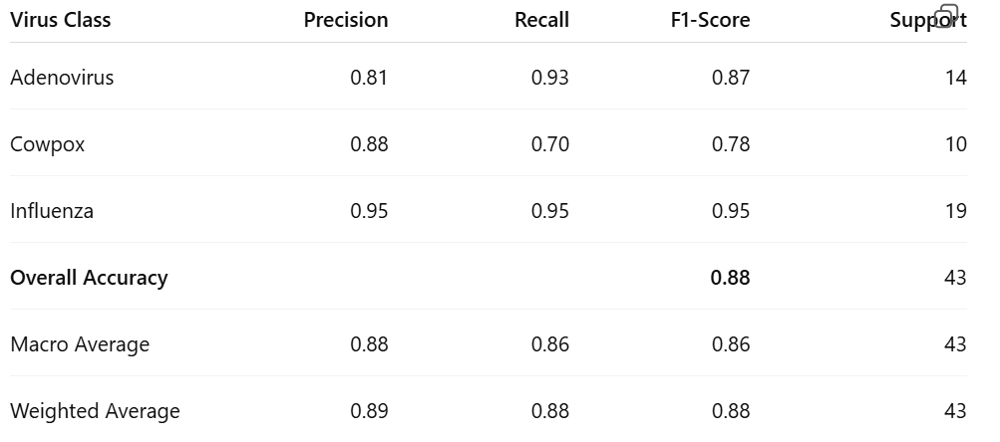 Virus Class Precision Recall F1-Score Support
Adenovirus 0.81 0.93 0.87 14
Cowpox 0.88 0.70 0.78 10
Influenza 0.95 0.95 0.95 19
Overall Accuracy 0.88 43
Macro Average 0.88 0.86 0.86 43
Weighted Average 0.89 0.88 0.88 43